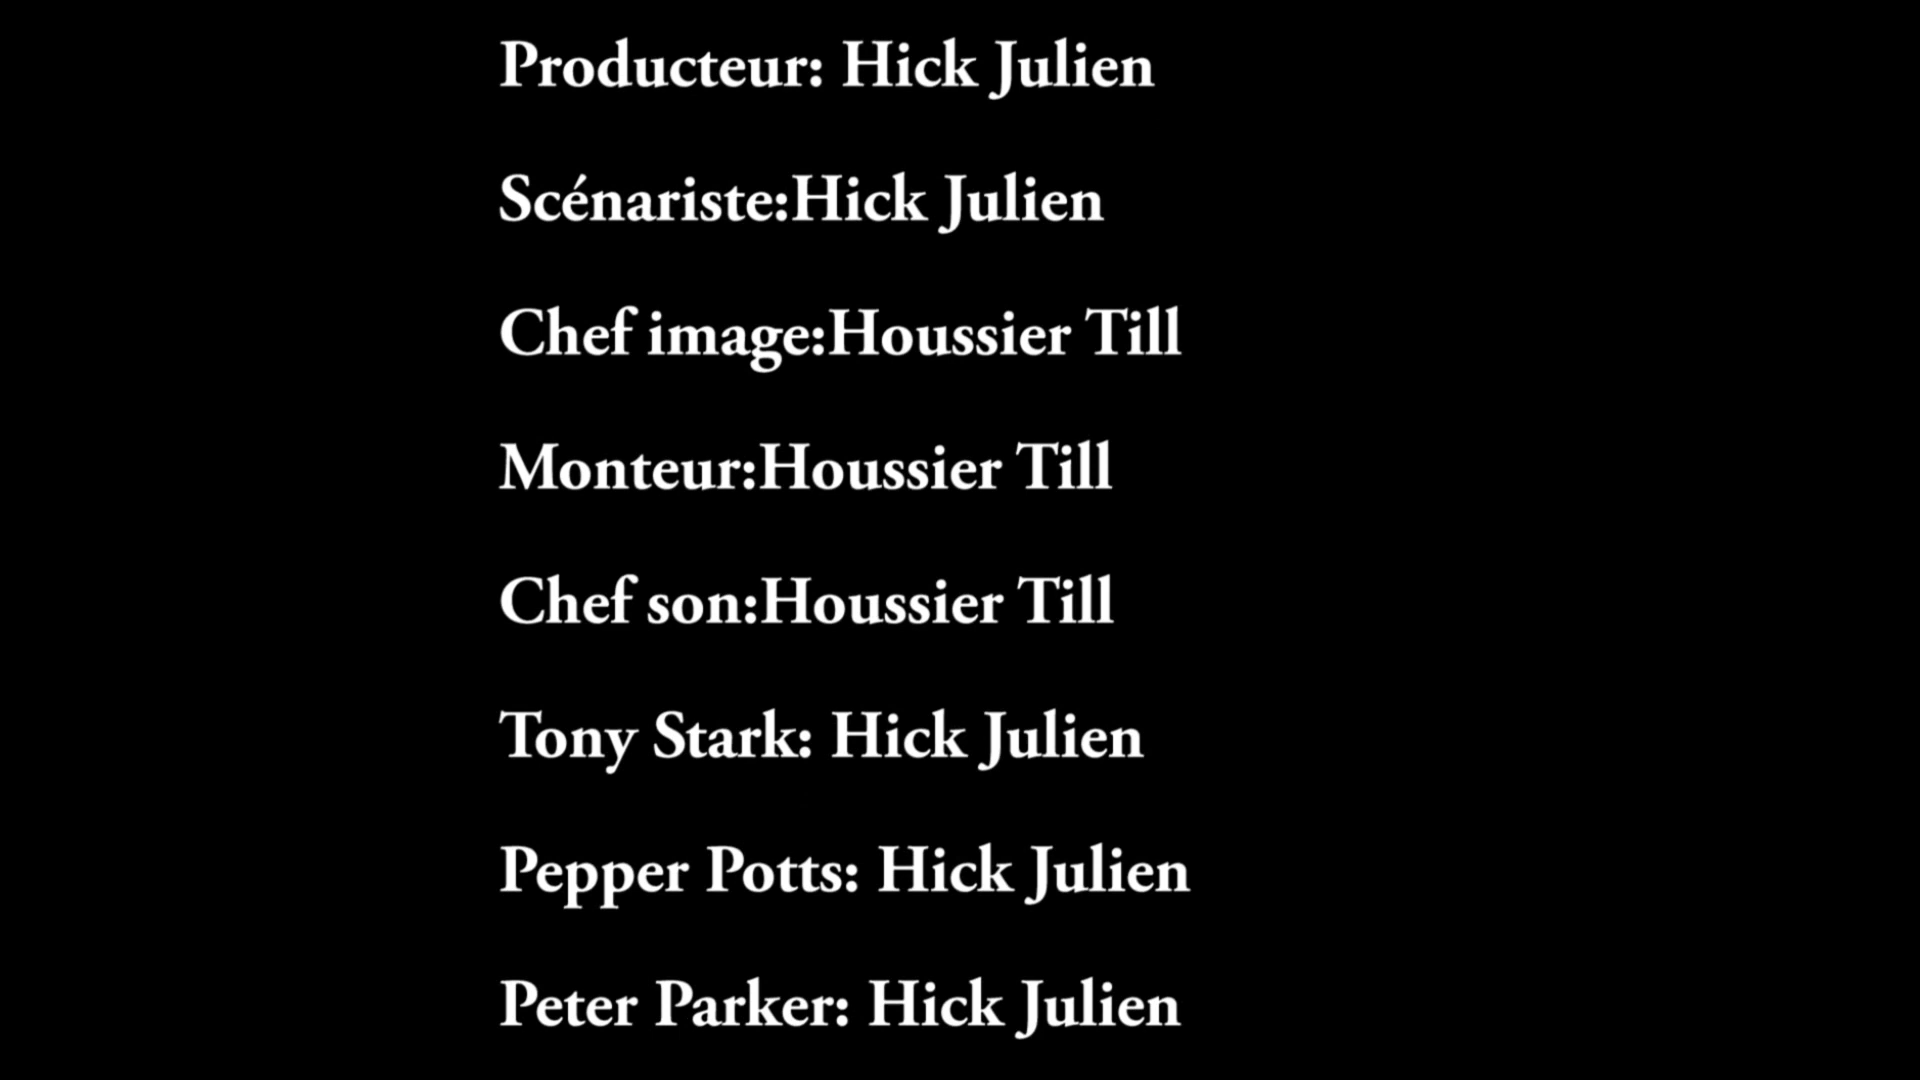 Producteur: Hick Julien
Scénariste:Hick Julien
Chef image:Houssier Till
Monteur:Houssier Till
Chef son:Houssier Till
Tony Stark: Hick Julien
Pepper Potts: Hick Julien
Peter Parker: Hick Julien